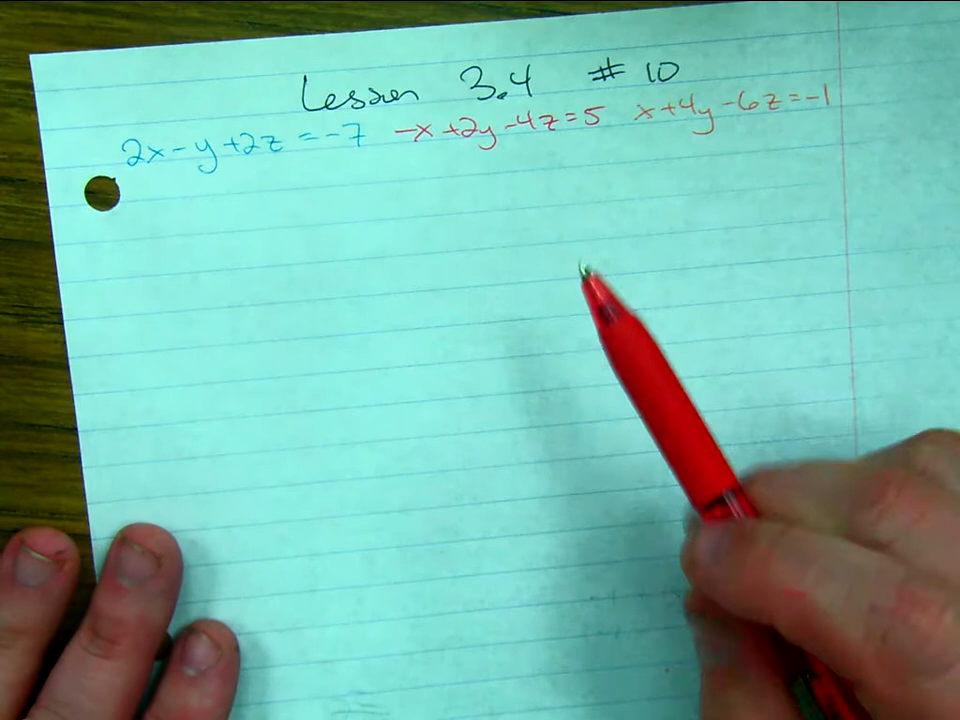 Lesson 3.4 # 10
2x - y + 2z = -7 -x + 2y - 4z = 5 x + 4y - 6z = -1